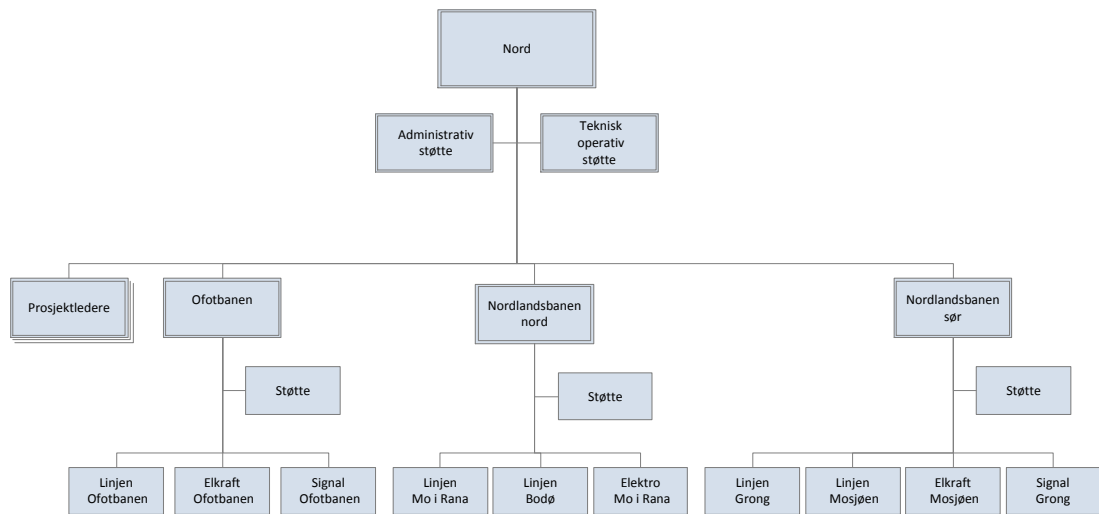 Nord
Administrativ
støtte
Teknisk
operativ
støtte
Prosjektledere
Ofotbanen
Nordlandsbanen
nord
Nordlandsbanen
sør
Støtte
Støtte
Støtte
Linjen
Ofotbanen
Elkraft
Ofotbanen
Signal
Ofotbanen
Linjen
Mo i Rana
Linjen
Bodø
Elektro
Mo i Rana
Linjen
Grong
Linjen
Mosjøen
Elkraft
Mosjøen
Signal
Grong